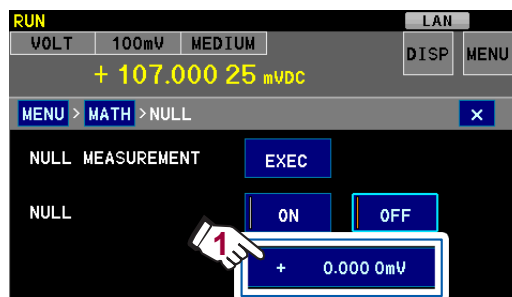 RUN LAN
VOLT 100mV MEDIUM DISP MENU
+ 107.000 25 mVDC
MENU > MATH >NULL ×
NULL MEASUREMENT EXEC
NULL ON OFF
1
+ 0.000 0mV